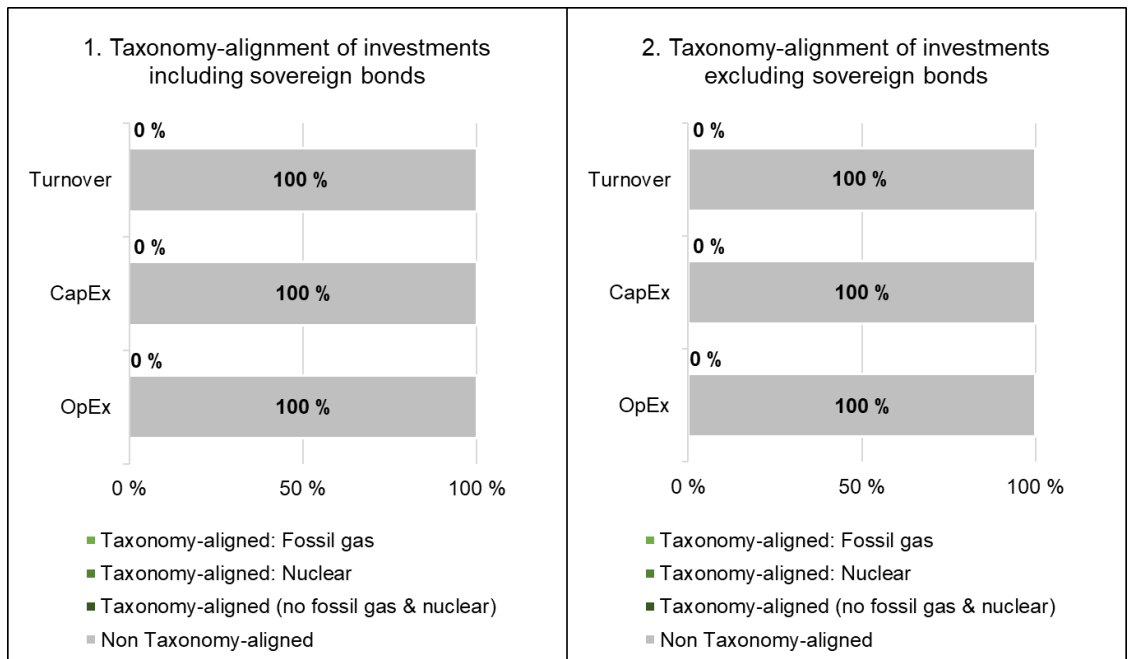 1. Taxonomy-alignment of investments
including sovereign bonds
0 %
Turnover
100 %
0 %
CapEx
100 %
0 %
OpEx
100 %
0 %
50 %
100 %
Taxonomy-aligned: Fossil gas
Taxonomy-aligned: Nuclear
Taxonomy-aligned (no fossil gas & nuclear)
Non Taxonomy-aligned
2. Taxonomy-alignment of investments
excluding sovereign bonds
0 %
Turnover
100 %
0 %
CapEx
100 %
0 %
OpEx
100 %
0 %
50 %
100 %
Taxonomy-aligned: Fossil gas
Taxonomy-aligned: Nuclear
Taxonomy-aligned (no fossil gas & nuclear)
Non Taxonomy-aligned